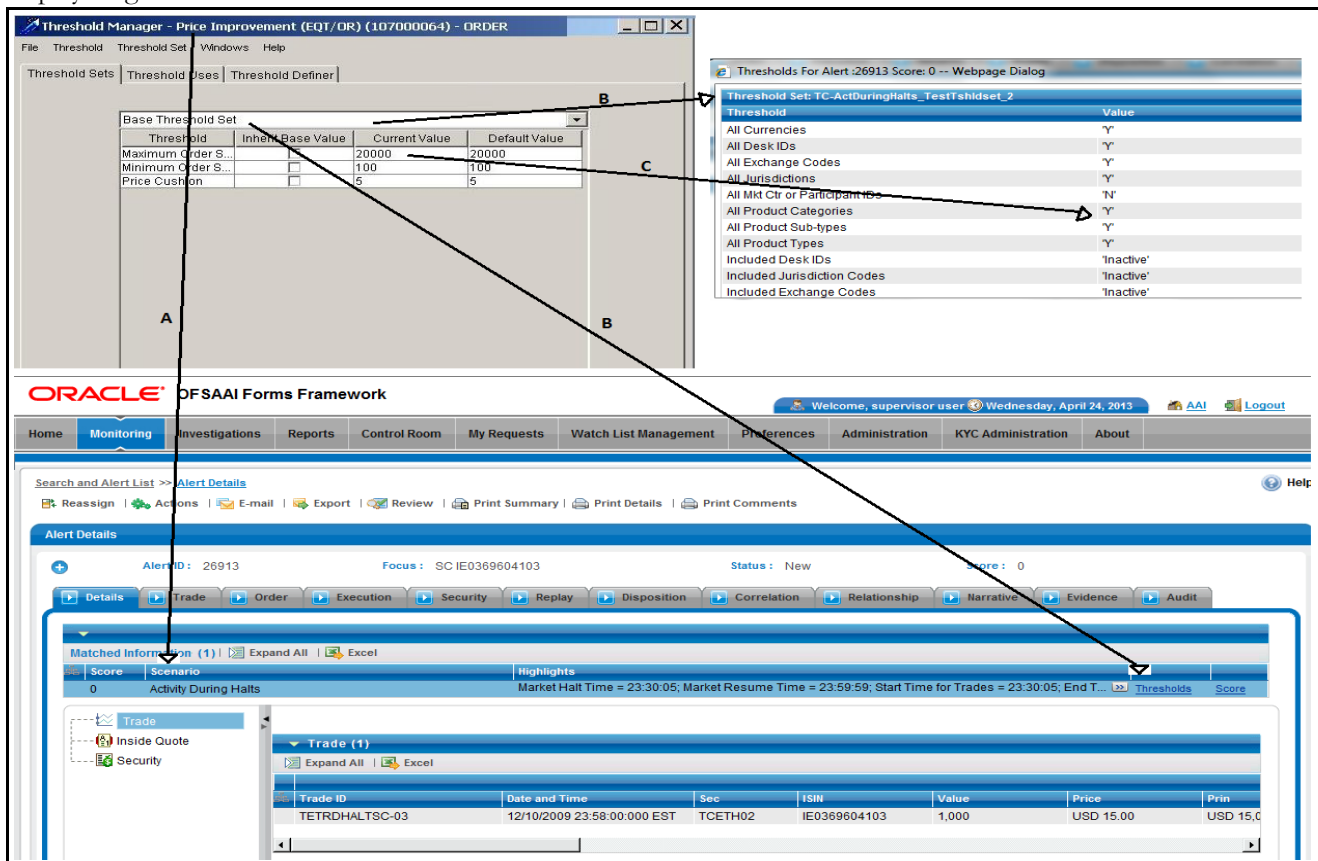 Threshold Manager - Price Improvement (EQT/OR) (107000064) - ORDER
File Threshold Threshold Set Windows Help
Threshold Sets Threshold Uses Threshold Definer
Base Threshold Set
Threshold Inherit Base Value Current Value Default Value
Maximum Order S... 20000 20000
Minimum Order S... 100 100
Price Cushion 5 5
A
B
C
B
Thresholds For Alert :26913 Score: 0 -- Webpage Dialog
Threshold Set: TC-ActDuringHalts_TestTshldset_2
Threshold Value
All Currencies 'Y'
All Desk IDs 'Y'
All Exchange Codes 'Y'
All Jurisdictions 'Y'
All Mkt Ctr or Participant IDs 'N'
All Product Categories 'Y'
All Product Sub-types 'Y'
All Product Types 'Y'
Included Desk IDs 'Inactive'
Included Jurisdiction Codes 'Inactive'
Included Exchange Codes 'Inactive'
ORACLE OFSAAI Forms Framework
Welcome, supervisor user Wednesday, April 24, 2013 AAI Logout
Home Monitoring Investigations Reports Control Room My Requests Watch List Management Preferences Administration KYC Administration About
Search and Alert List >> Alert Details Help
Reassign | Actions | E-mail | Export | Review | Print Summary | Print Details | Print Comments
Alert Details
Alert ID : 26913 Focus : SC IE0369604103 Status : New Score : 0
Details Trade Order Execution Security Replay Disposition Correlation Relationship Narrative Evidence Audit
Matched Information (1) | Expand All | Excel
Score Scenario Highlights
0 Activity During Halts Market Halt Time = 23:30:05; Market Resume Time = 23:59:59; Start Time for Trades = 23:30:05; End T... >> Thresholds Score
Trade
Inside Quote
Security
Trade (1)
Expand All | Excel
Trade ID Date and Time Sec ISIN Value Price Prin
TETRDHALTSC-03 12/10/2009 23:58:00:000 EST TCETH02 IE0369604103 1,000 USD 15.00 USD 15,0